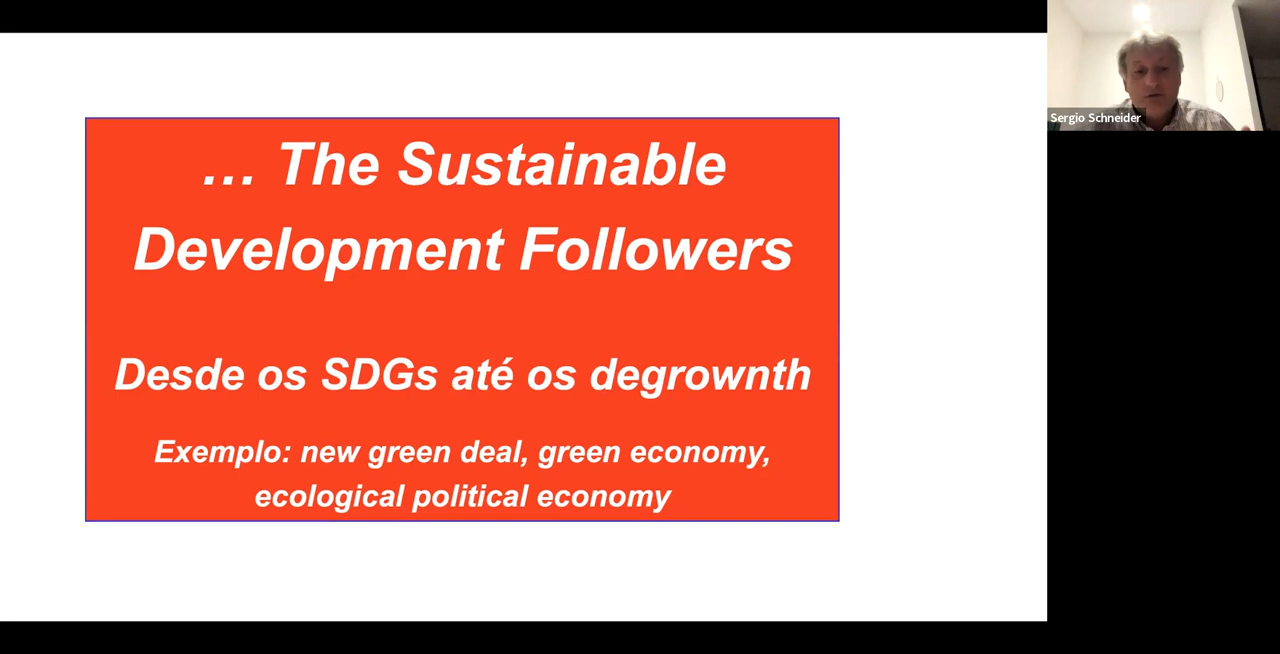 … The Sustainable
Development Followers
Desde os SDGs até os degrownth
Exemplo: new green deal, green economy,
ecological political economy
Sergio Schneider